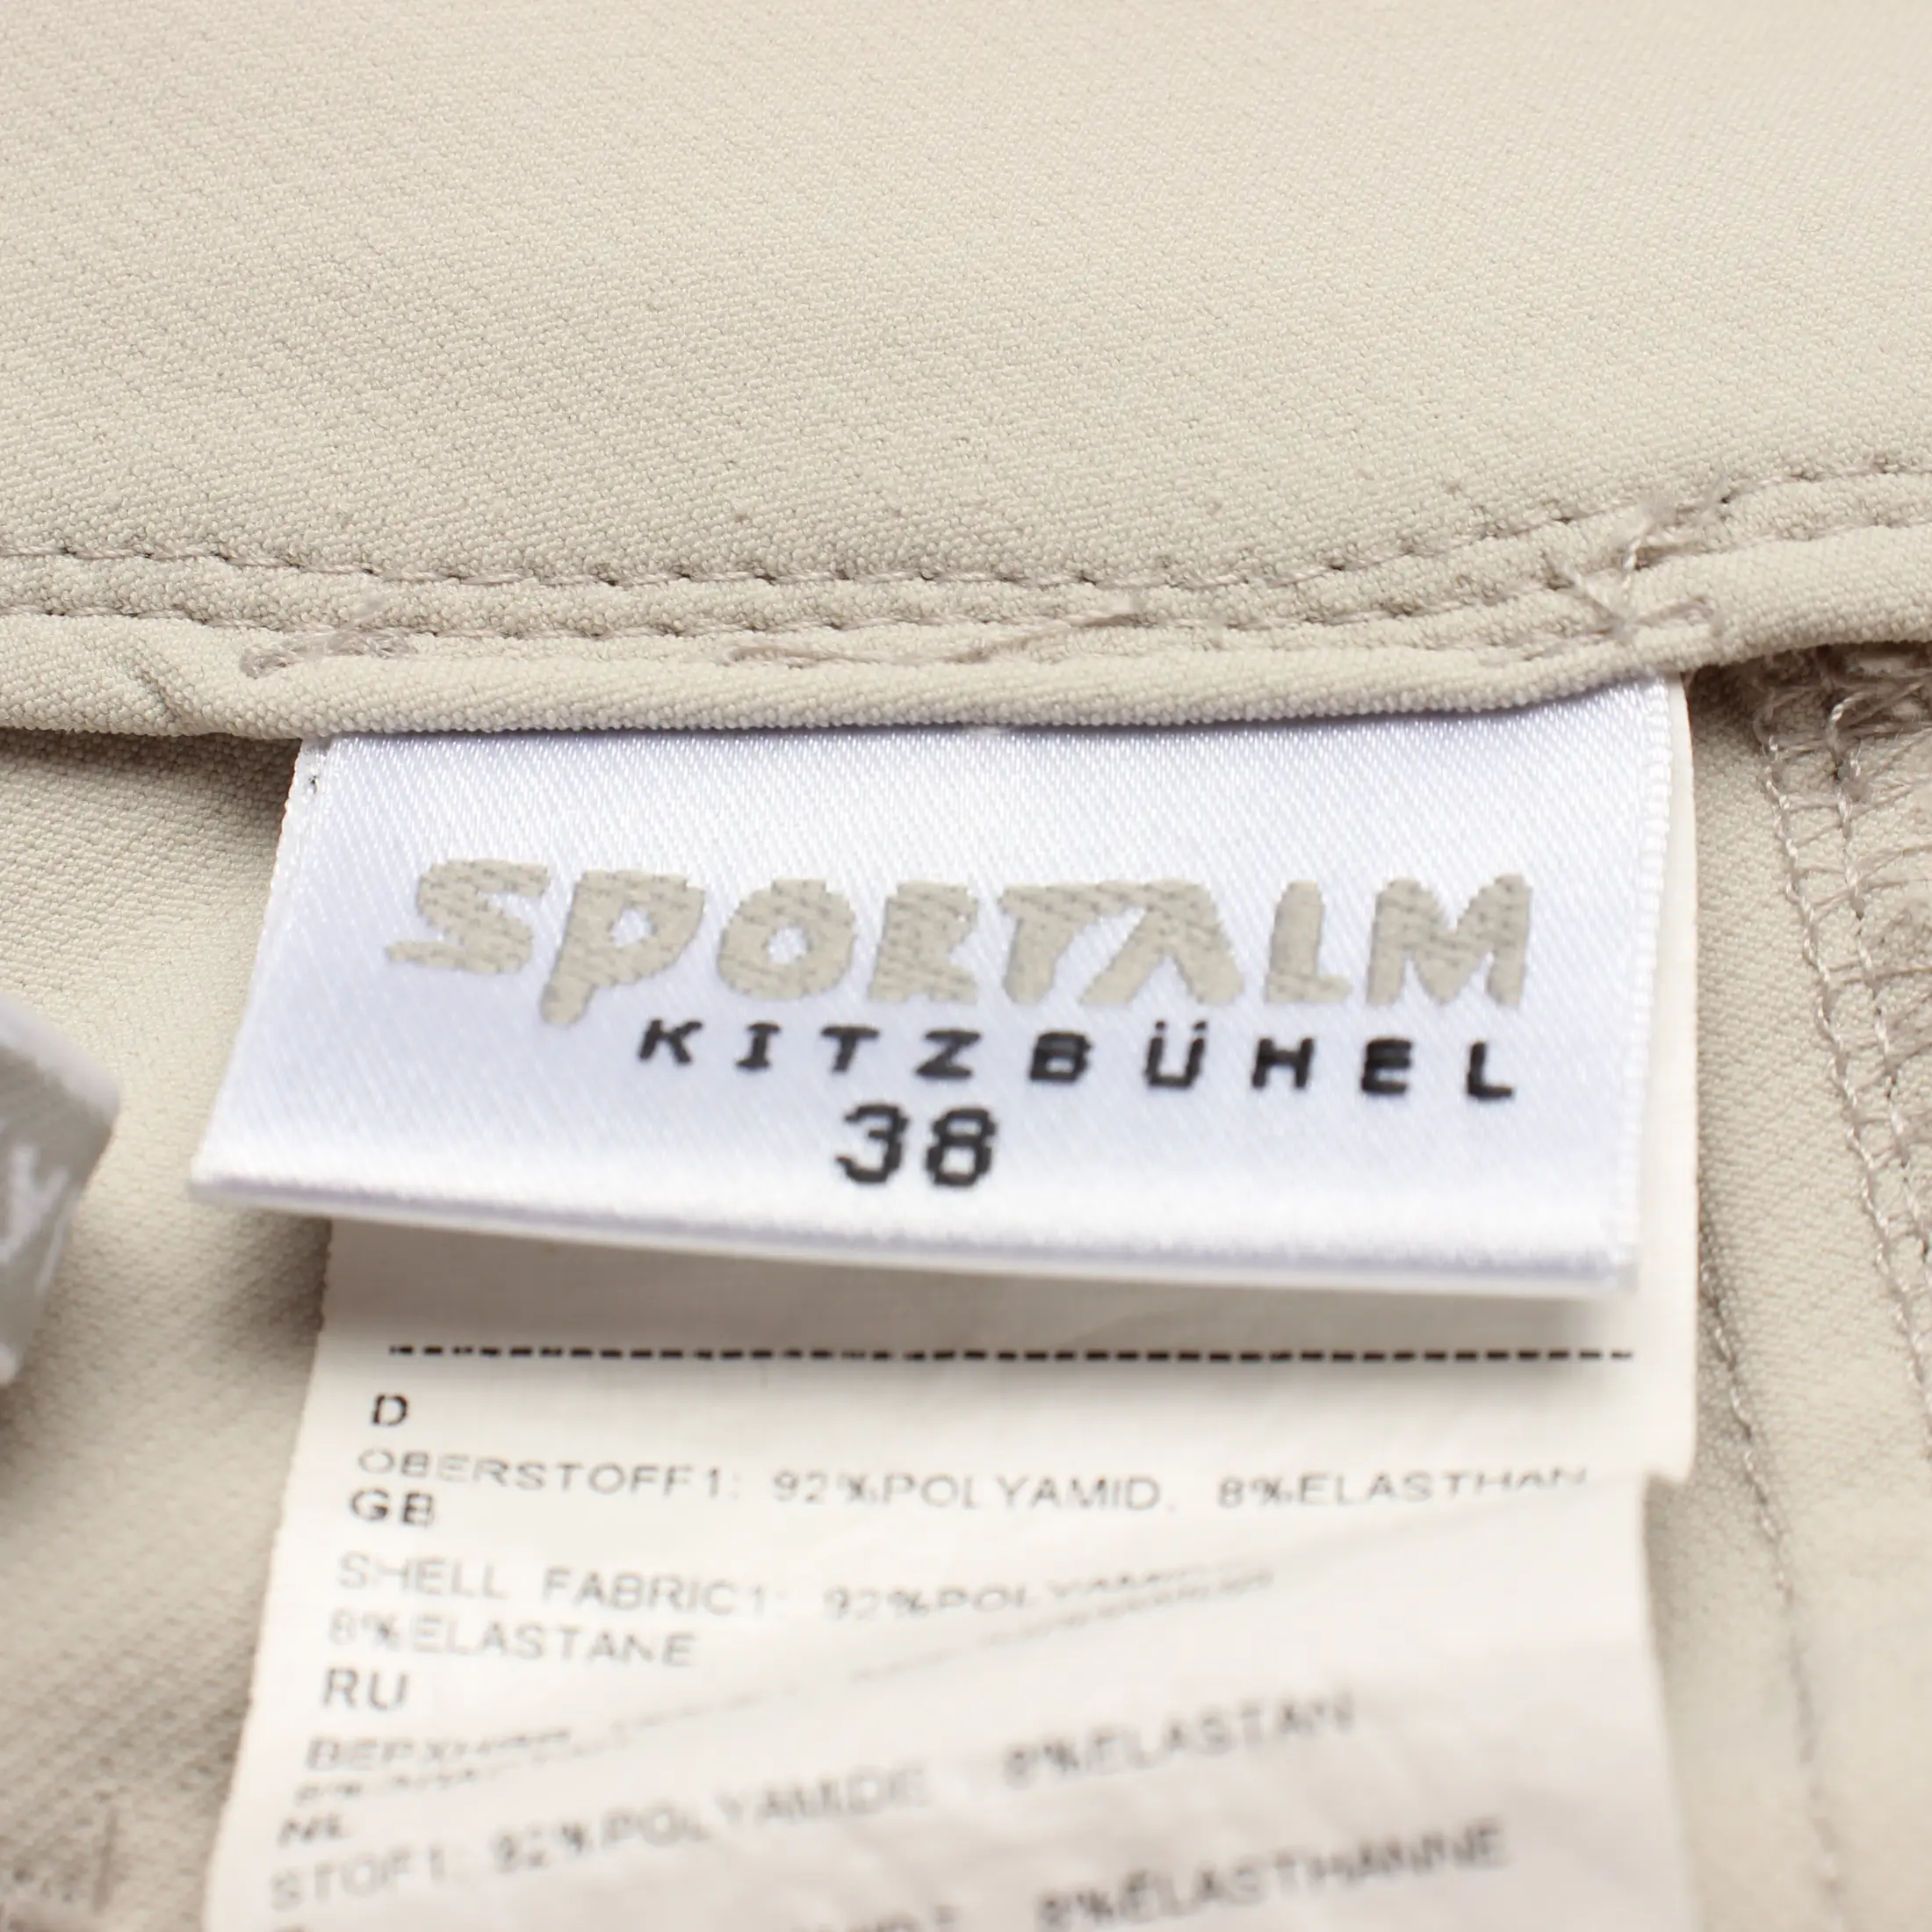 SPORTALM
KITZBÜHEL
38
D
OBERSTOFF1: 92%POLYAMID, 8%ELASTHAN
GB
SHELL FABRIC1: 92%POLYAMIDE
8%ELASTANE
RU
NL
STOF1: 92%POLYAMIDE 8%ELASTAN
8%ELASTHANNE